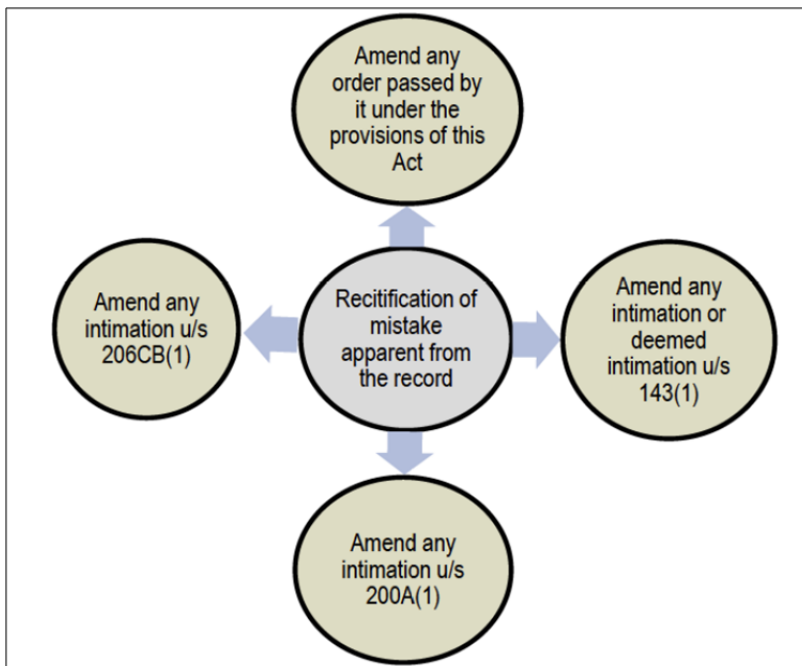 Amend any
order passed by
it under the
provisions of this
Act
Amend any
intimation u/s
206CB(1)
Recitification of
mistake
apparent from
the record
Amend any
intimation or
deemed
intimation u/s
143(1)
Amend any
intimation u/s
200A(1)